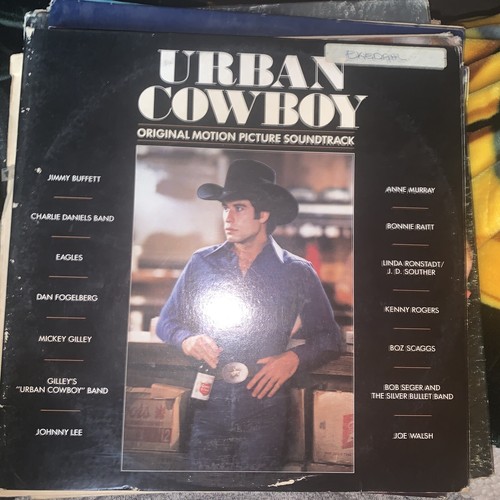 URBAN
COWBOY
ORIGINAL MOTION PICTURE SOUNDTRACK
JIMMY BUFFETT
CHARLIE DANIELS BAND
EAGLES
DAN FOGELBERG
MICKEY GILLEY
GILLEY'S
"URBAN COWBOY" BAND
JOHNNY LEE
ANNE MURRAY
BONNIE RAITT
LINDA RONSTADT/
J. D. SOUTHER
KENNY ROGERS
BOZ SCAGGS
BOB SEGER AND
THE SILVER BULLET BAND
JOE WALSH